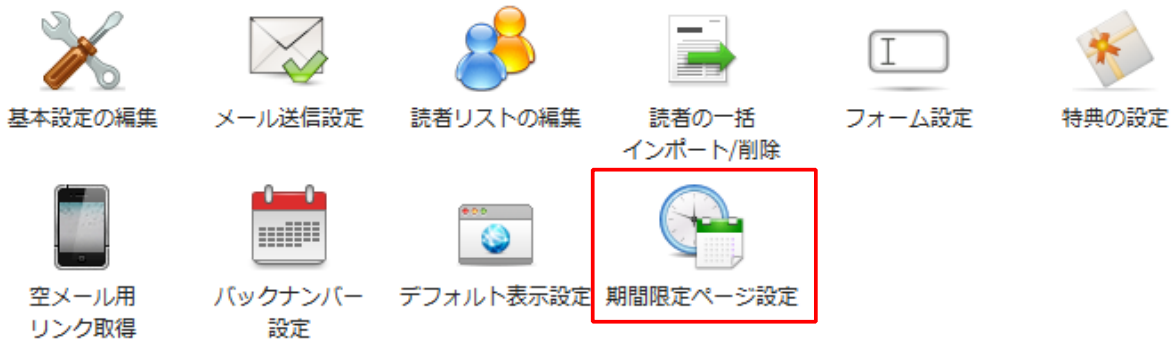 基本設定の編集
メール送信設定
読者リストの編集
読者の一括
インポート/削除
フォーム設定
特典の設定
空メール用
リンク取得
バックナンバー
設定
デフォルト表示設定
期間限定ページ設定